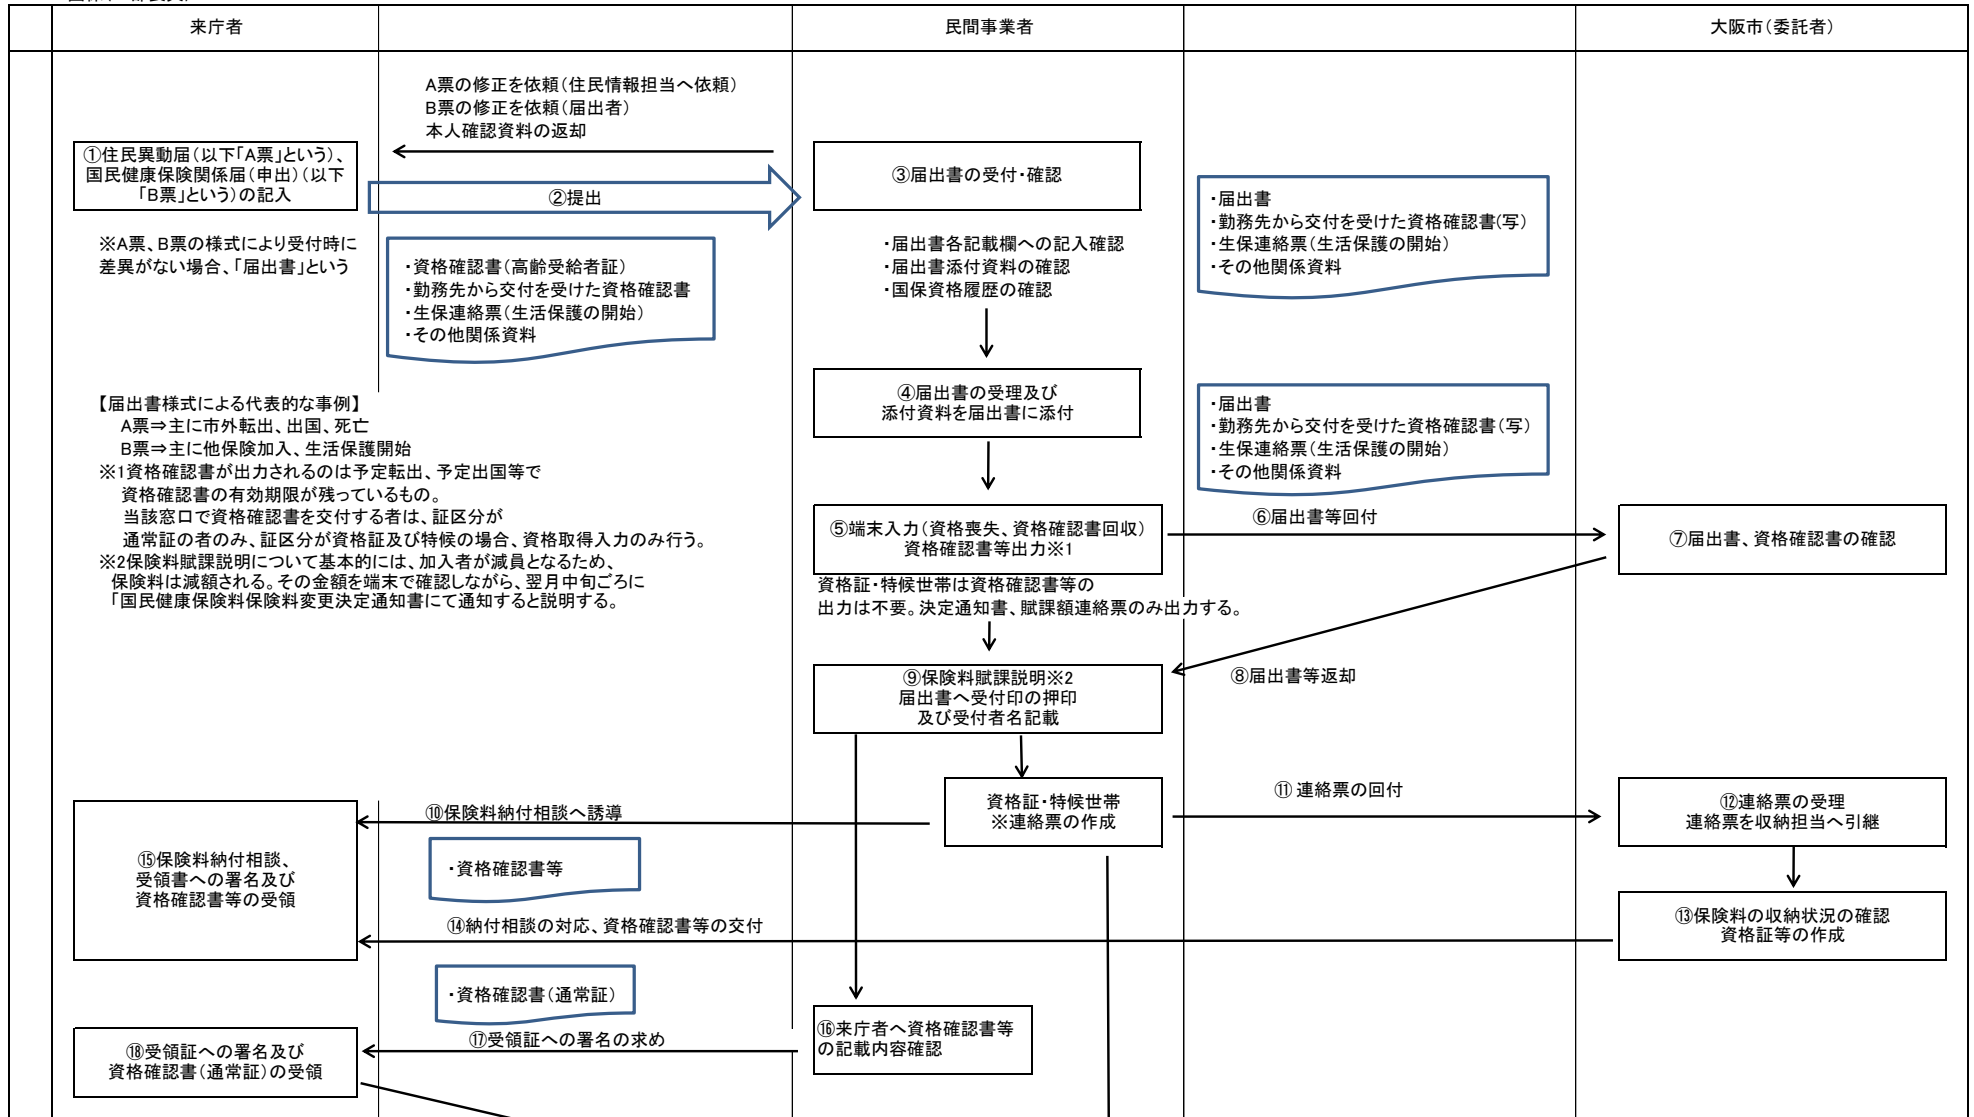 来庁者
民間事業者
大阪市（委託者）
A票の修正を依頼（住民情報担当へ依頼）
B票の修正を依頼（届出者）
本人確認資料の返却
①住民異動届（以下「A票」という）、
国民健康保険関係届（申出）（以下
「B票」という）の記入
②提出
③届出書の受付・確認
※A票、B票の様式により受付時に
差異がない場合、「届出書」という
・資格確認書（高齢受給者証）
・勤務先から交付を受けた資格確認書
・生保連絡票（生活保護の開始）
・その他関係資料
・届出書各記載欄への記入確認
・届出書添付資料の確認
・国保資格履歴の確認
・届出書
・勤務先から交付を受けた資格確認書（写）
・生保連絡票（生活保護の開始）
・その他関係資料
④届出書の受理及び
添付資料を届出書に添付
・届出書
・勤務先から交付を受けた資格確認書（写）
・生保連絡票（生活保護の開始）
・その他関係資料
【届出書様式による代表的な事例】
A票⇒主に市外転出、出国、死亡
B票⇒主に他保険加入、生活保護開始
※1資格確認書が出力されるのは予定転出、予定出国等で
資格確認書の有効期限が残っているもの。
当該窓口で資格確認書を交付する者は、証区分が
通常証の者のみ、証区分が資格証及び特候の場合、資格取得入力のみ行う。
※2保険料賦課説明について基本的には、加入者が減員となるため、
保険料は減額される。その金額を端末で確認しながら、翌月中旬ごろに
「国民健康保険料保険料変更決定通知書にて通知すると説明する。
⑤端末入力（資格喪失、資格確認書回収）
資格確認書等出力※1
⑥届出書等回付
⑦届出書、資格確認書の確認
資格証・特候世帯は資格確認書等の
出力は不要。決定通知書、賦課額連絡票のみ出力する。
⑧届出書等返却
⑨保険料賦課説明※2
届出書へ受付印の押印
及び受付者名記載
資格証・特候世帯
※連絡票の作成
⑩保険料納付相談へ誘導
⑪ 連絡票の回付
⑫連絡票の受理
連絡票を収納担当へ引継
・資格確認書等
⑮保険料納付相談、
受領書への署名及び
資格確認書等の受領
⑬保険料の収納状況の確認
資格証等の作成
⑭納付相談の対応、資格確認書等の交付
・資格確認書（通常証）
⑯来庁者へ資格確認書等
の記載内容確認
⑰受領証への署名の求め
⑱受領証への署名及び
資格確認書（通常証）の受領